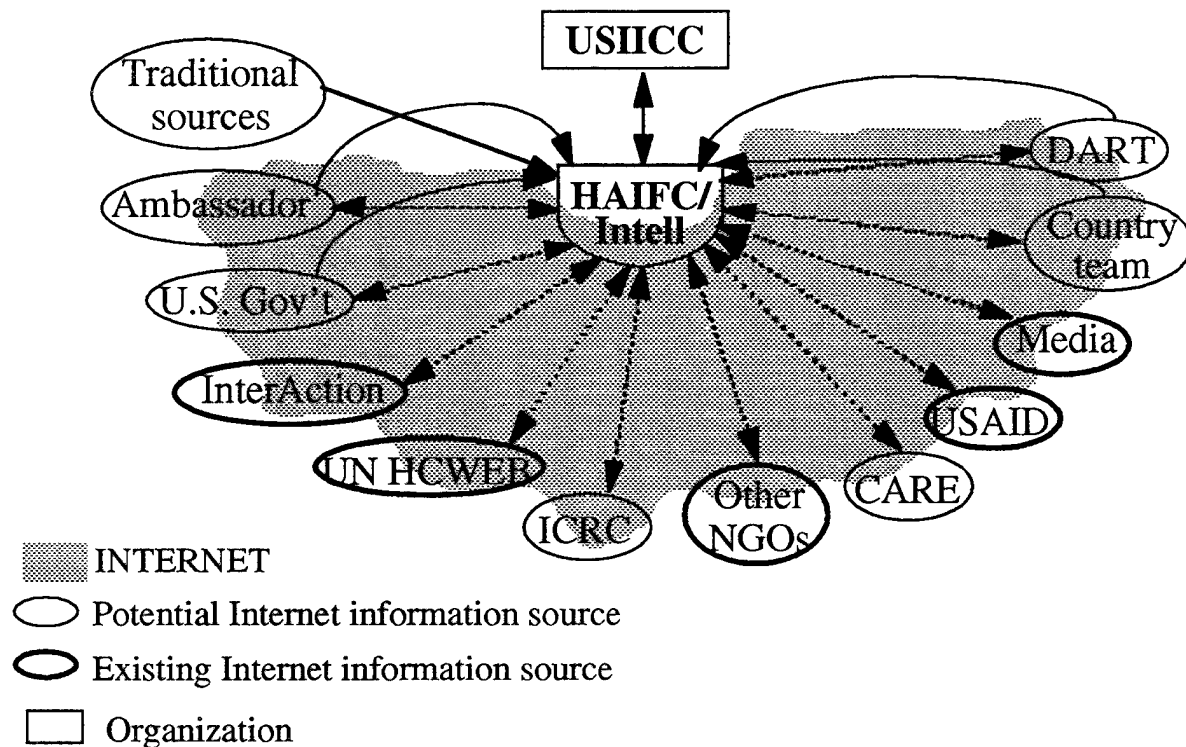 USIICC
Traditional
sources
DART
HAIFC/
Intell
Ambassador
Country
team
U.S. Gov't
Media
InterAction
USAID
UN HCWEB
CARE
Other
NGOs
ICRC
INTERNET
Potential Internet information source
Existing Internet information source
Organization